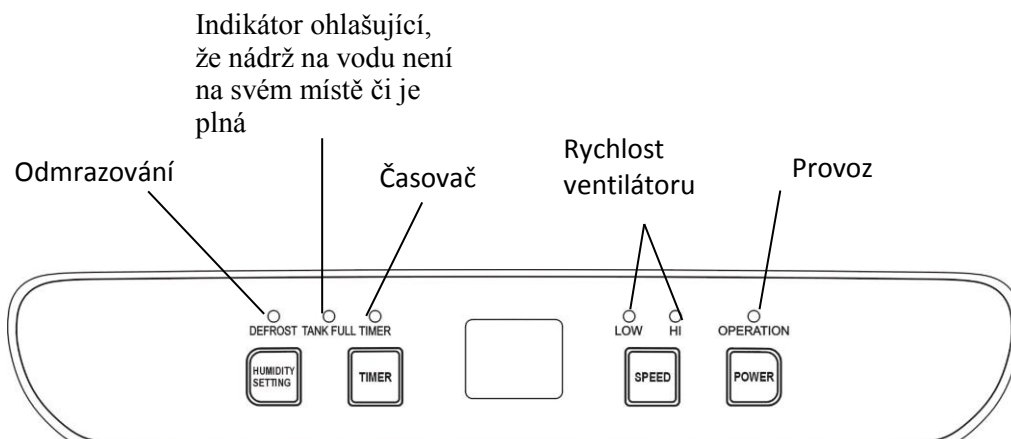 Indikátor ohlašující,
že nádrž na vodu není
na svém místě či je
plná
Odmrazování
Časovač
Rychlost
ventilátoru
Provoz
DEFROST TANK FULL TIMER
LOW HI OPERATION
HUMIDITY
SETTING
TIMER
SPEED
POWER